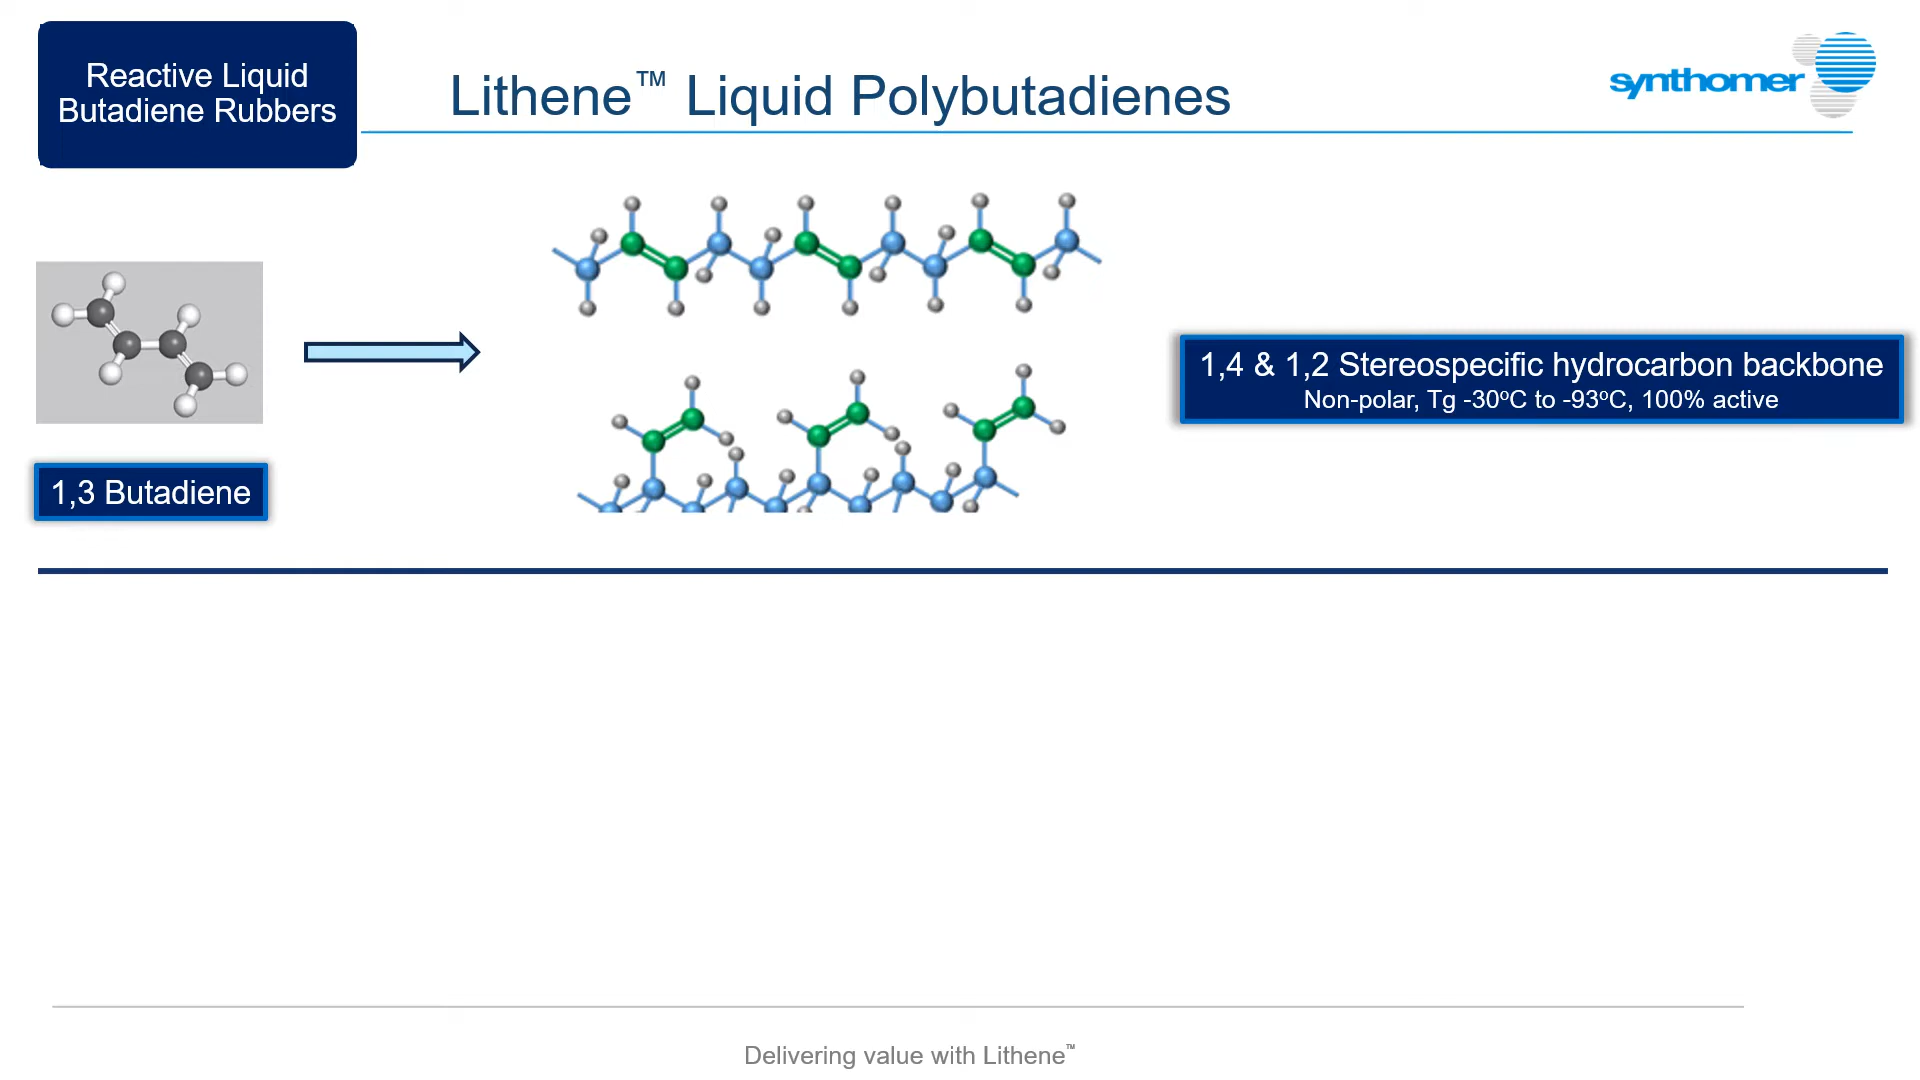 Reactive Liquid
Butadiene Rubbers
Lithene™ Liquid Polybutadienes
synthomer
1,4 & 1,2 Stereospecific hydrocarbon backbone
Non-polar, Tg -30ºC to -93ºC, 100% active
1,3 Butadiene
Delivering value with Lithene™